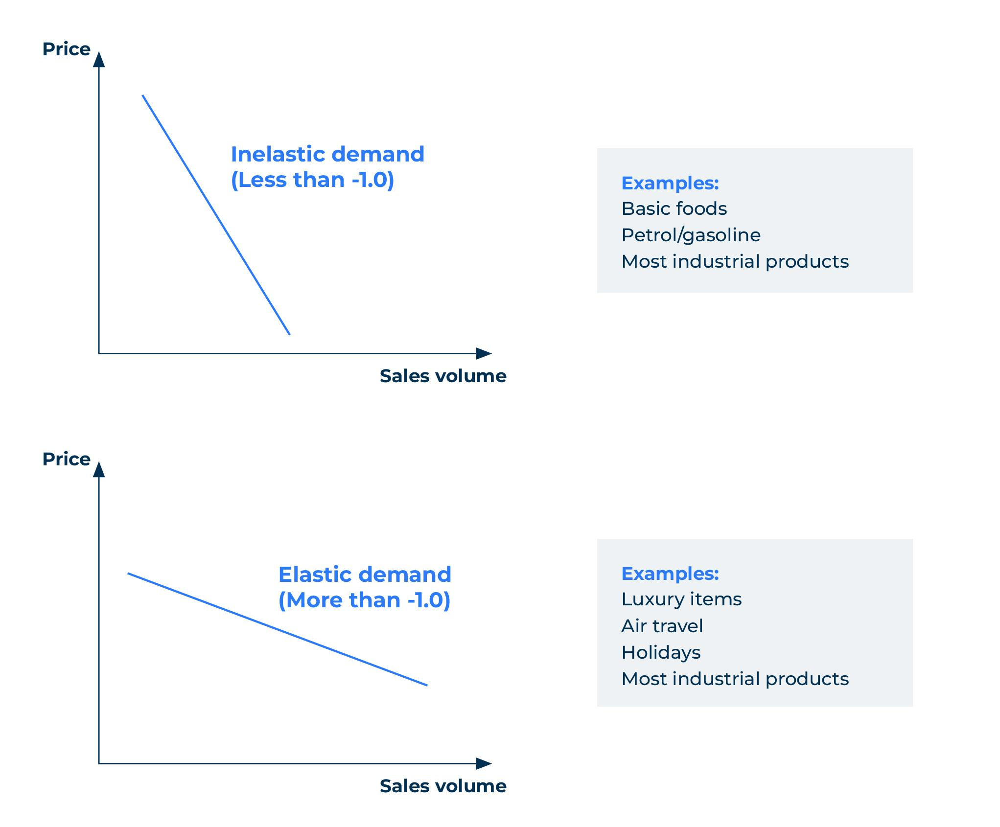 Price
Inelastic demand
(Less than -1.0)
Sales volume
Examples:
Basic foods
Petrol/gasoline
Most industrial products
Price
Elastic demand
(More than -1.0)
Sales volume
Examples:
Luxury items
Air travel
Holidays
Most industrial products